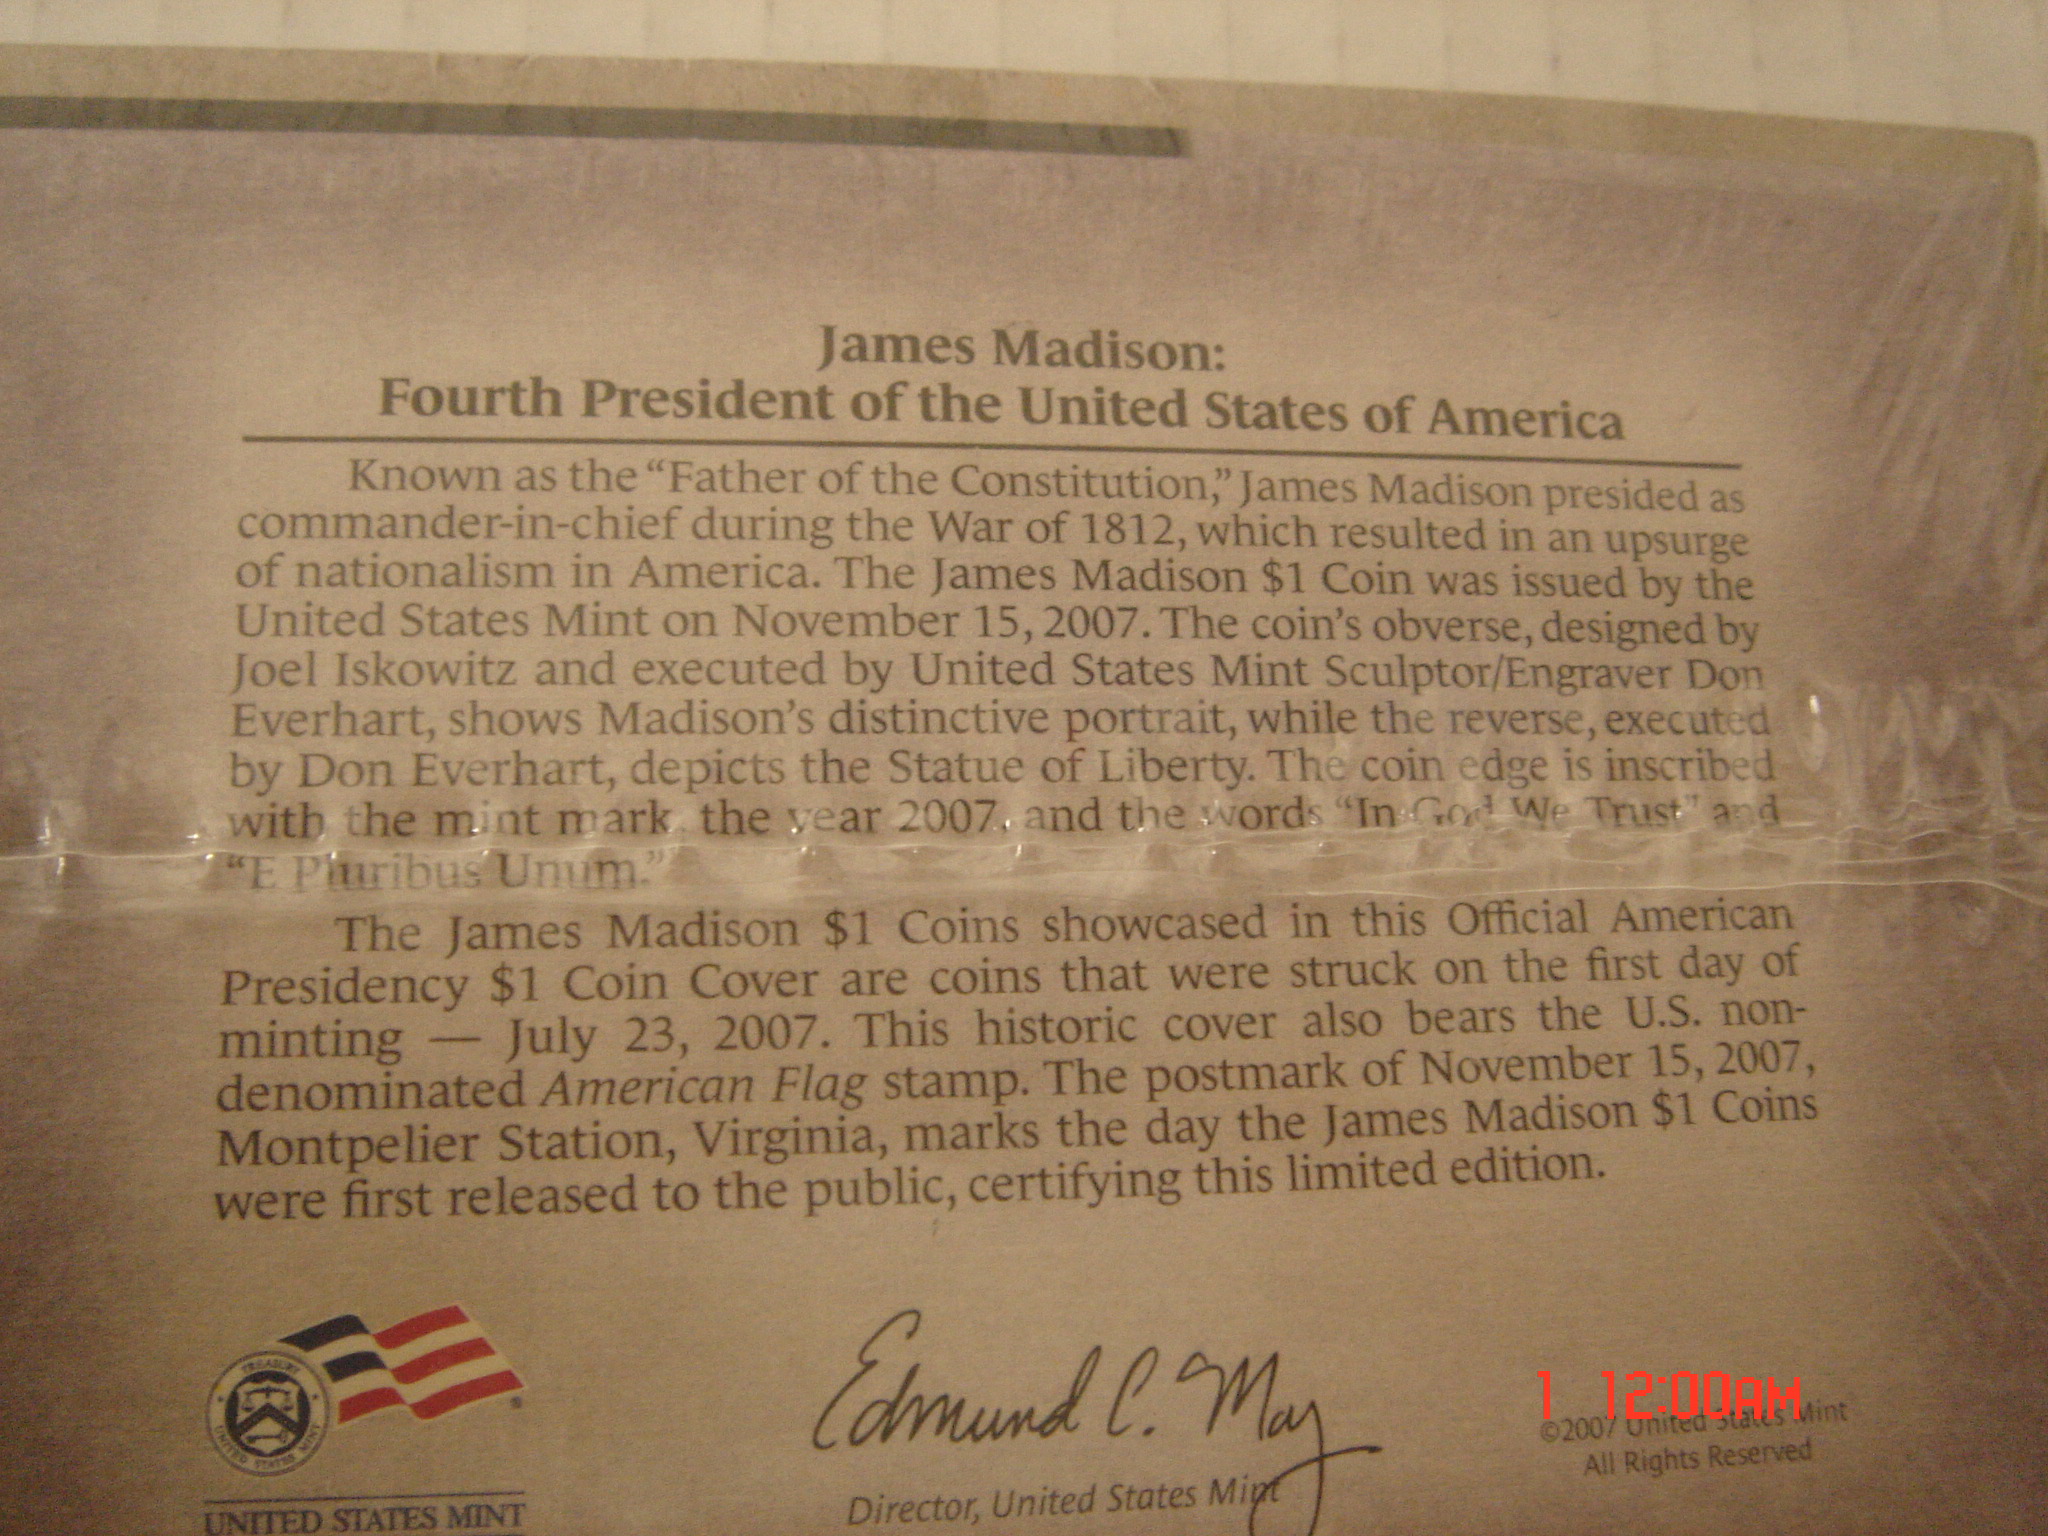 James Madison:
Fourth President of the United States of America
Known as the “Father of the Constitution,” James Madison presided as
commander-in-chief during the War of 1812, which resulted in an upsurge
of nationalism in America. The James Madison $1 Coin was issued by the
United States Mint on November 15, 2007. The coin’s obverse, designed by
Joel Iskowitz and executed by United States Mint Sculptor/Engraver Don
Everhart, shows Madison’s distinctive portrait, while the reverse, executed
by Don Everhart, depicts the Statue of Liberty. The coin edge is inscribed
with the mint mark, the year 2007, and the words “In God We Trust” and
“E Pluribus Unum.”
The James Madison $1 Coins showcased in this Official American
Presidency $1 Coin Cover are coins that were struck on the first day of
minting — July 23, 2007. This historic cover also bears the U.S. non-
denominated American Flag stamp. The postmark of November 15, 2007,
Montpelier Station, Virginia, marks the day the James Madison $1 Coins
were first released to the public, certifying this limited edition.
TREASURY
UNITED STATES MINT
UNITED STATES MINT
Edmund C. Moy
Director, United States Mint
1 12:00AM
©2007 United States Mint
All Rights Reserved